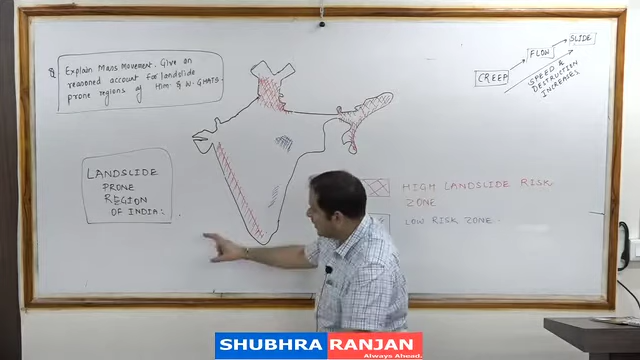 Q Explain Mass Movement. Give an
reasoned account for landslide
prone regions of Him. & W. GHATS.
CREEP
FLOW
SLIDE
SPEED &
DESTRUCTION
INCREASES
LANDSLIDE
PRONE
REGION
OF INDIA:
HIGH LANDSLIDE RISK
ZONE
LOW RISK ZONE.
SHUBHRA RANJAN
Always Ahead.